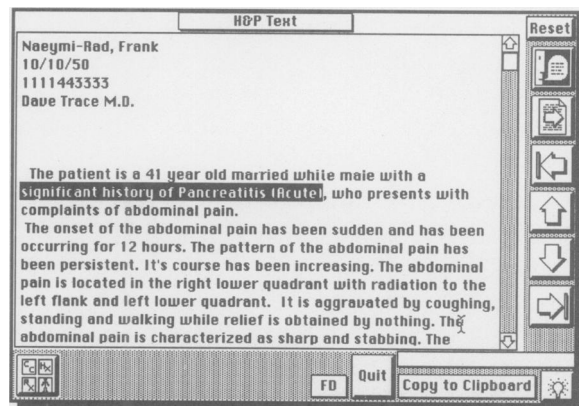 H&P Text
Reset
Naeymi-Rad, Frank
10/10/50
1111443333
Dave Trace M.D.
The patient is a 41 year old married white male with a
significant history of Pancreatitis (Acute), who presents with
complaints of abdominal pain.
The onset of the abdominal pain has been sudden and has been
occurring for 12 hours. The pattern of the abdominal pain has
been persistent. It's course has been increasing. The abdominal
pain is located in the right lower quadrant with radiation to the
left flank and left lower quadrant. It is aggravated by coughing,
standing and walking while relief is obtained by nothing. The
abdominal pain is characterized as sharp and stabbing. The
Cc Hx
Rx
FD
Quit
Copy to Clipboard